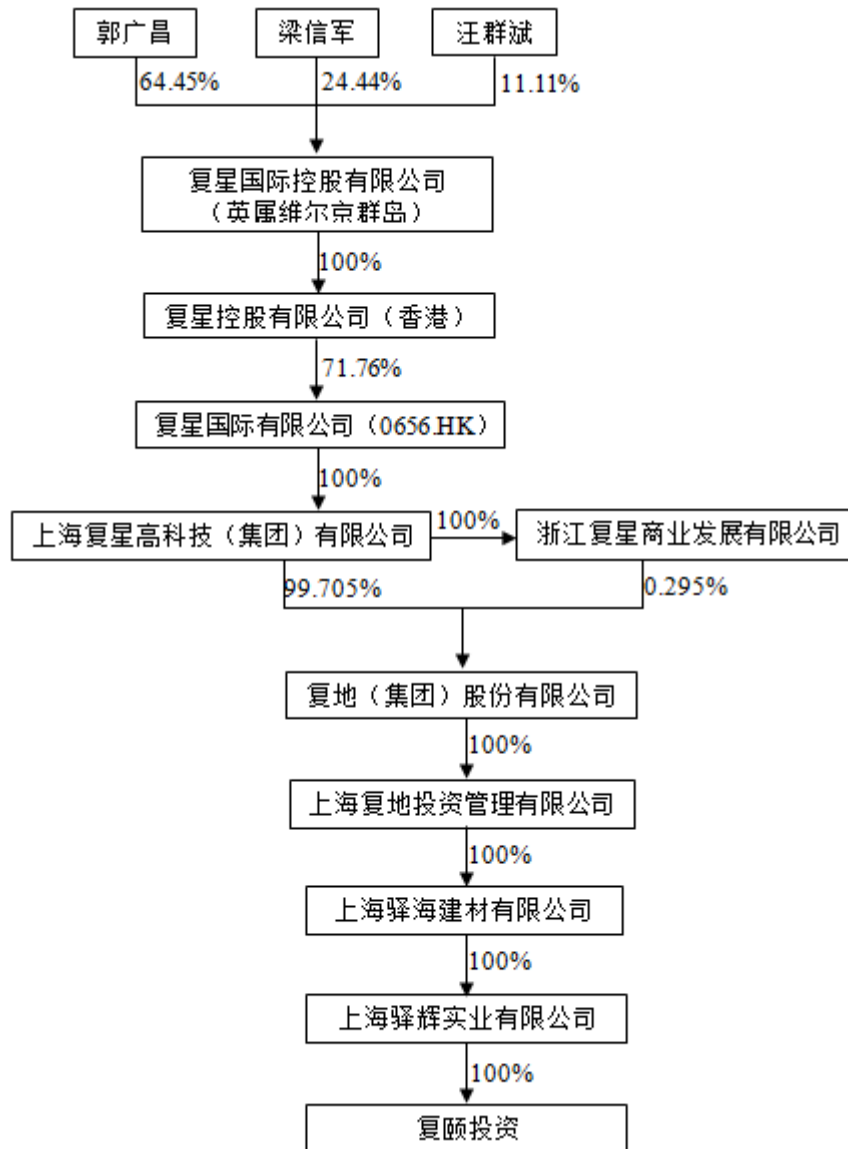 郭广昌
梁信军
汪群斌
64.45%
24.44%
11.11%
复星国际控股有限公司
（英属维尔京群岛）
100%
复星控股有限公司（香港）
71.76%
复星国际有限公司（0656.HK）
100%
上海复星高科技（集团）有限公司
100%
浙江复星商业发展有限公司
99.705%
0.295%
复地（集团）股份有限公司
100%
上海复地投资管理有限公司
100%
上海驿海建材有限公司
100%
上海驿辉实业有限公司
100%
复颐投资